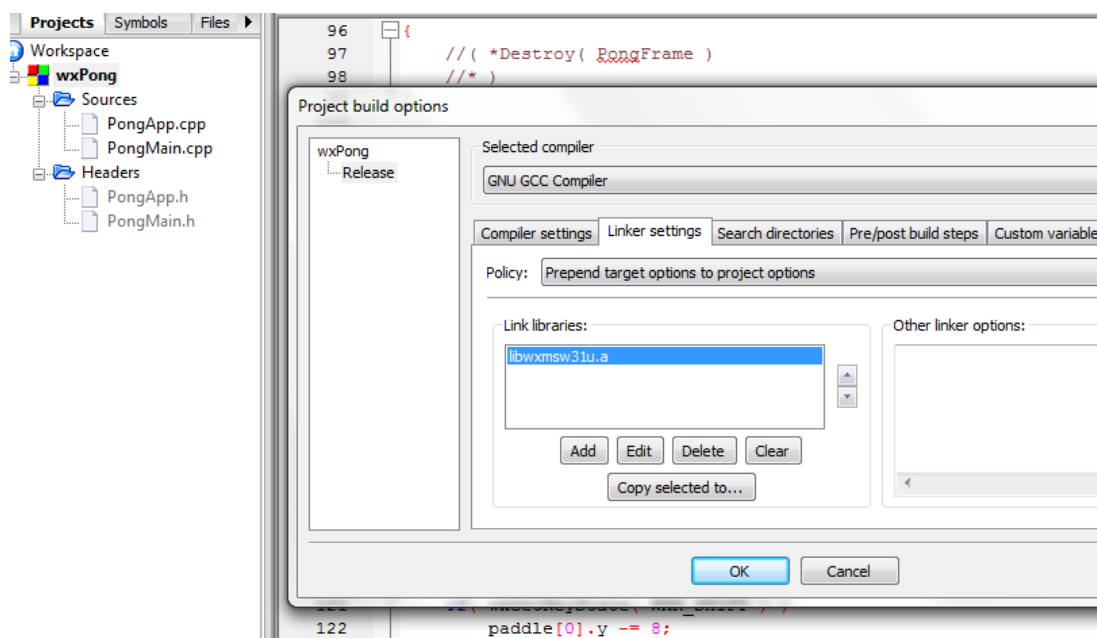 Projects Symbols Files
Workspace
wxPong
Sources
PongApp.cpp
PongMain.cpp
Headers
PongApp.h
PongMain.h
96 {
97 //( *Destroy( PongFrame )
98 //* )
Project build options
wxPong
Release
Selected compiler
GNU GCC Compiler
Compiler settings Linker settings Search directories Pre/post build steps Custom variable
Policy: Prepend target options to project options
Link libraries:
libwxmsw31u.a
Add Edit Delete Clear
Copy selected to...
Other linker options:
OK Cancel
122 paddle[0].y -= 8;